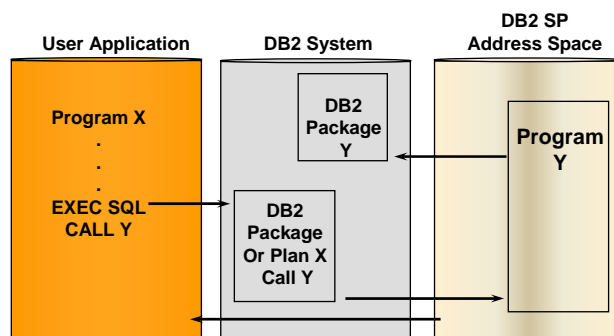 User Application
DB2 System
DB2 SP
Address Space
Program X
.
.
.
EXEC SQL
CALL Y
DB2
Package
Y
DB2
Package
Or Plan X
Call Y
Program
Y